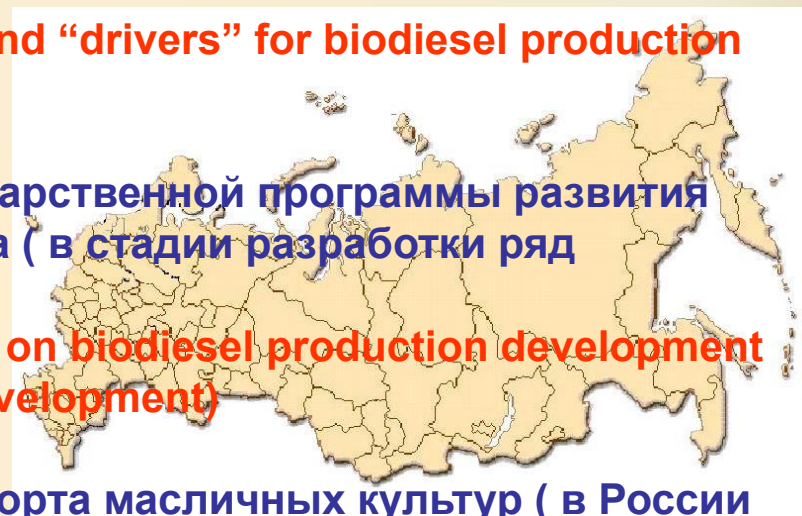 nd “drivers” for biodiesel production
арственной программы развития
а ( в стадии разработки ряд
on biodiesel production development
velopment)
орта масличных культур ( в России